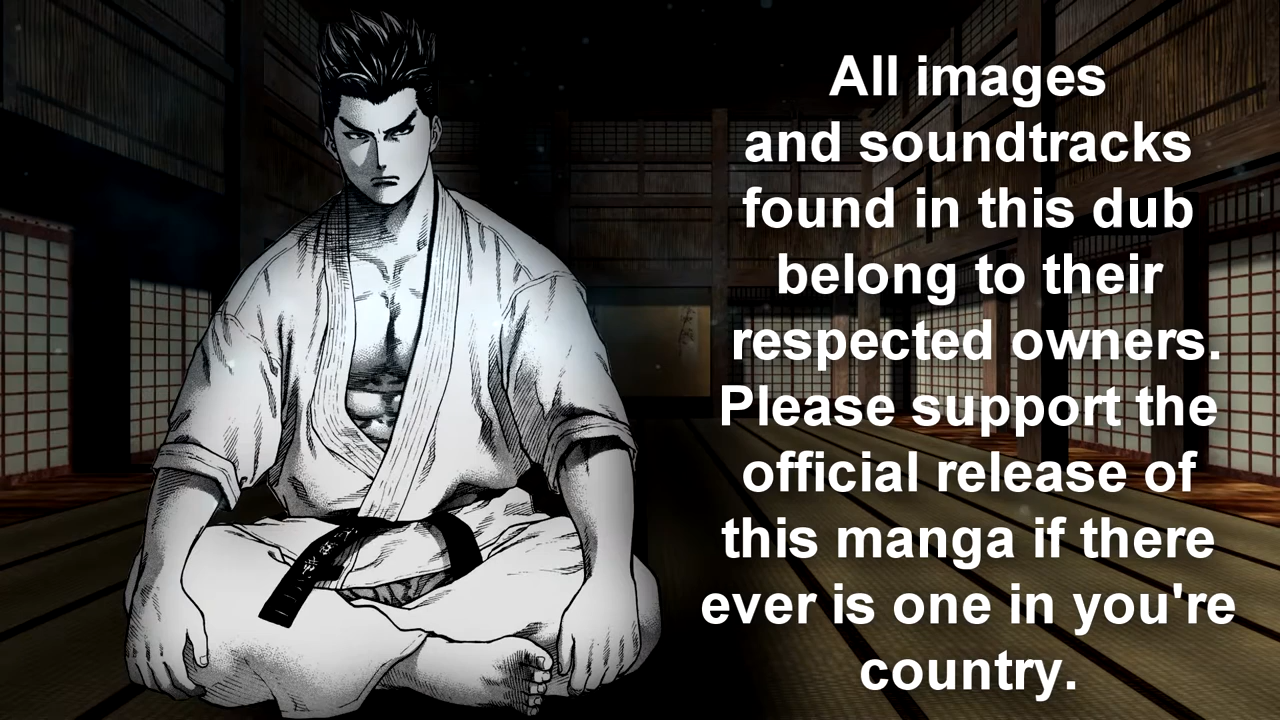 All images
and soundtracks
found in this dub
belong to their
respected owners.
Please support the
official release of
this manga if there
ever is one in you're
country.